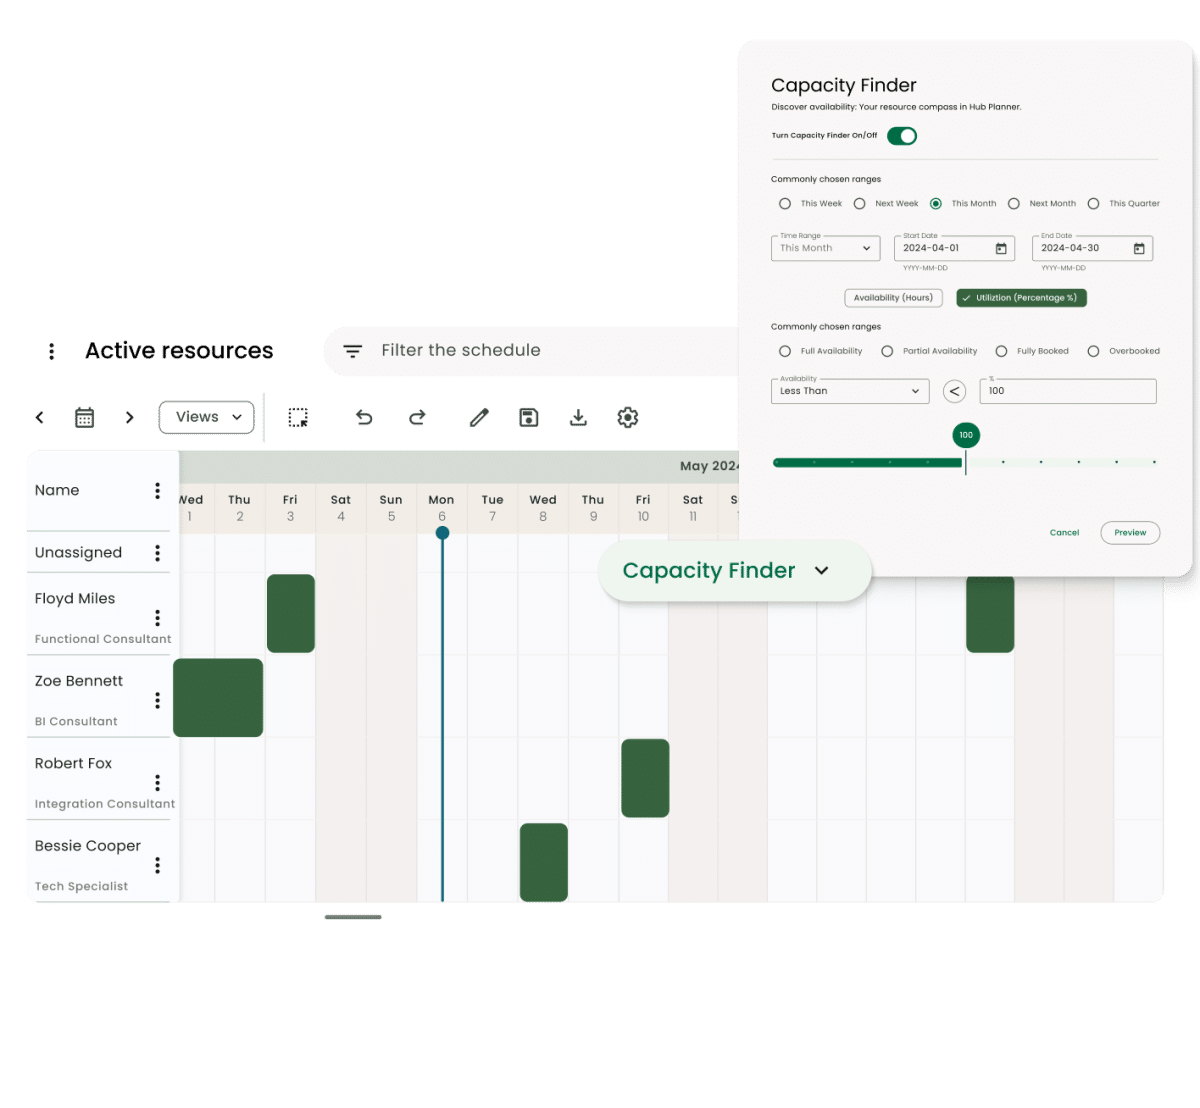 Capacity Finder
Discover availability: Your resource compass in Hub Planner.
Turn Capacity Finder On/Off
Commonly chosen ranges
This Week Next Week This Month Next Month This Quarter
Time Range Start Date End Date
This Month 2024-04-01 2024-04-30
YYYY-MM-DD YYYY-MM-DD
Availability (Hours) Utiliztion (Percentage %)
Commonly chosen ranges
Full Availability Partial Availability Fully Booked Overbooked
Availability %
Less Than < 100
100
Cancel Preview
Active resources Filter the schedule
Views
May 2024
Name
Wed Thu Fri Sat Sun Mon Tue Wed Thu Fri Sat S
1 2 3 4 5 6 7 8 9 10 11
Unassigned
Capacity Finder
Floyd Miles
Functional Consultant
Zoe Bennett
BI Consultant
Robert Fox
Integration Consultant
Bessie Cooper
Tech Specialist